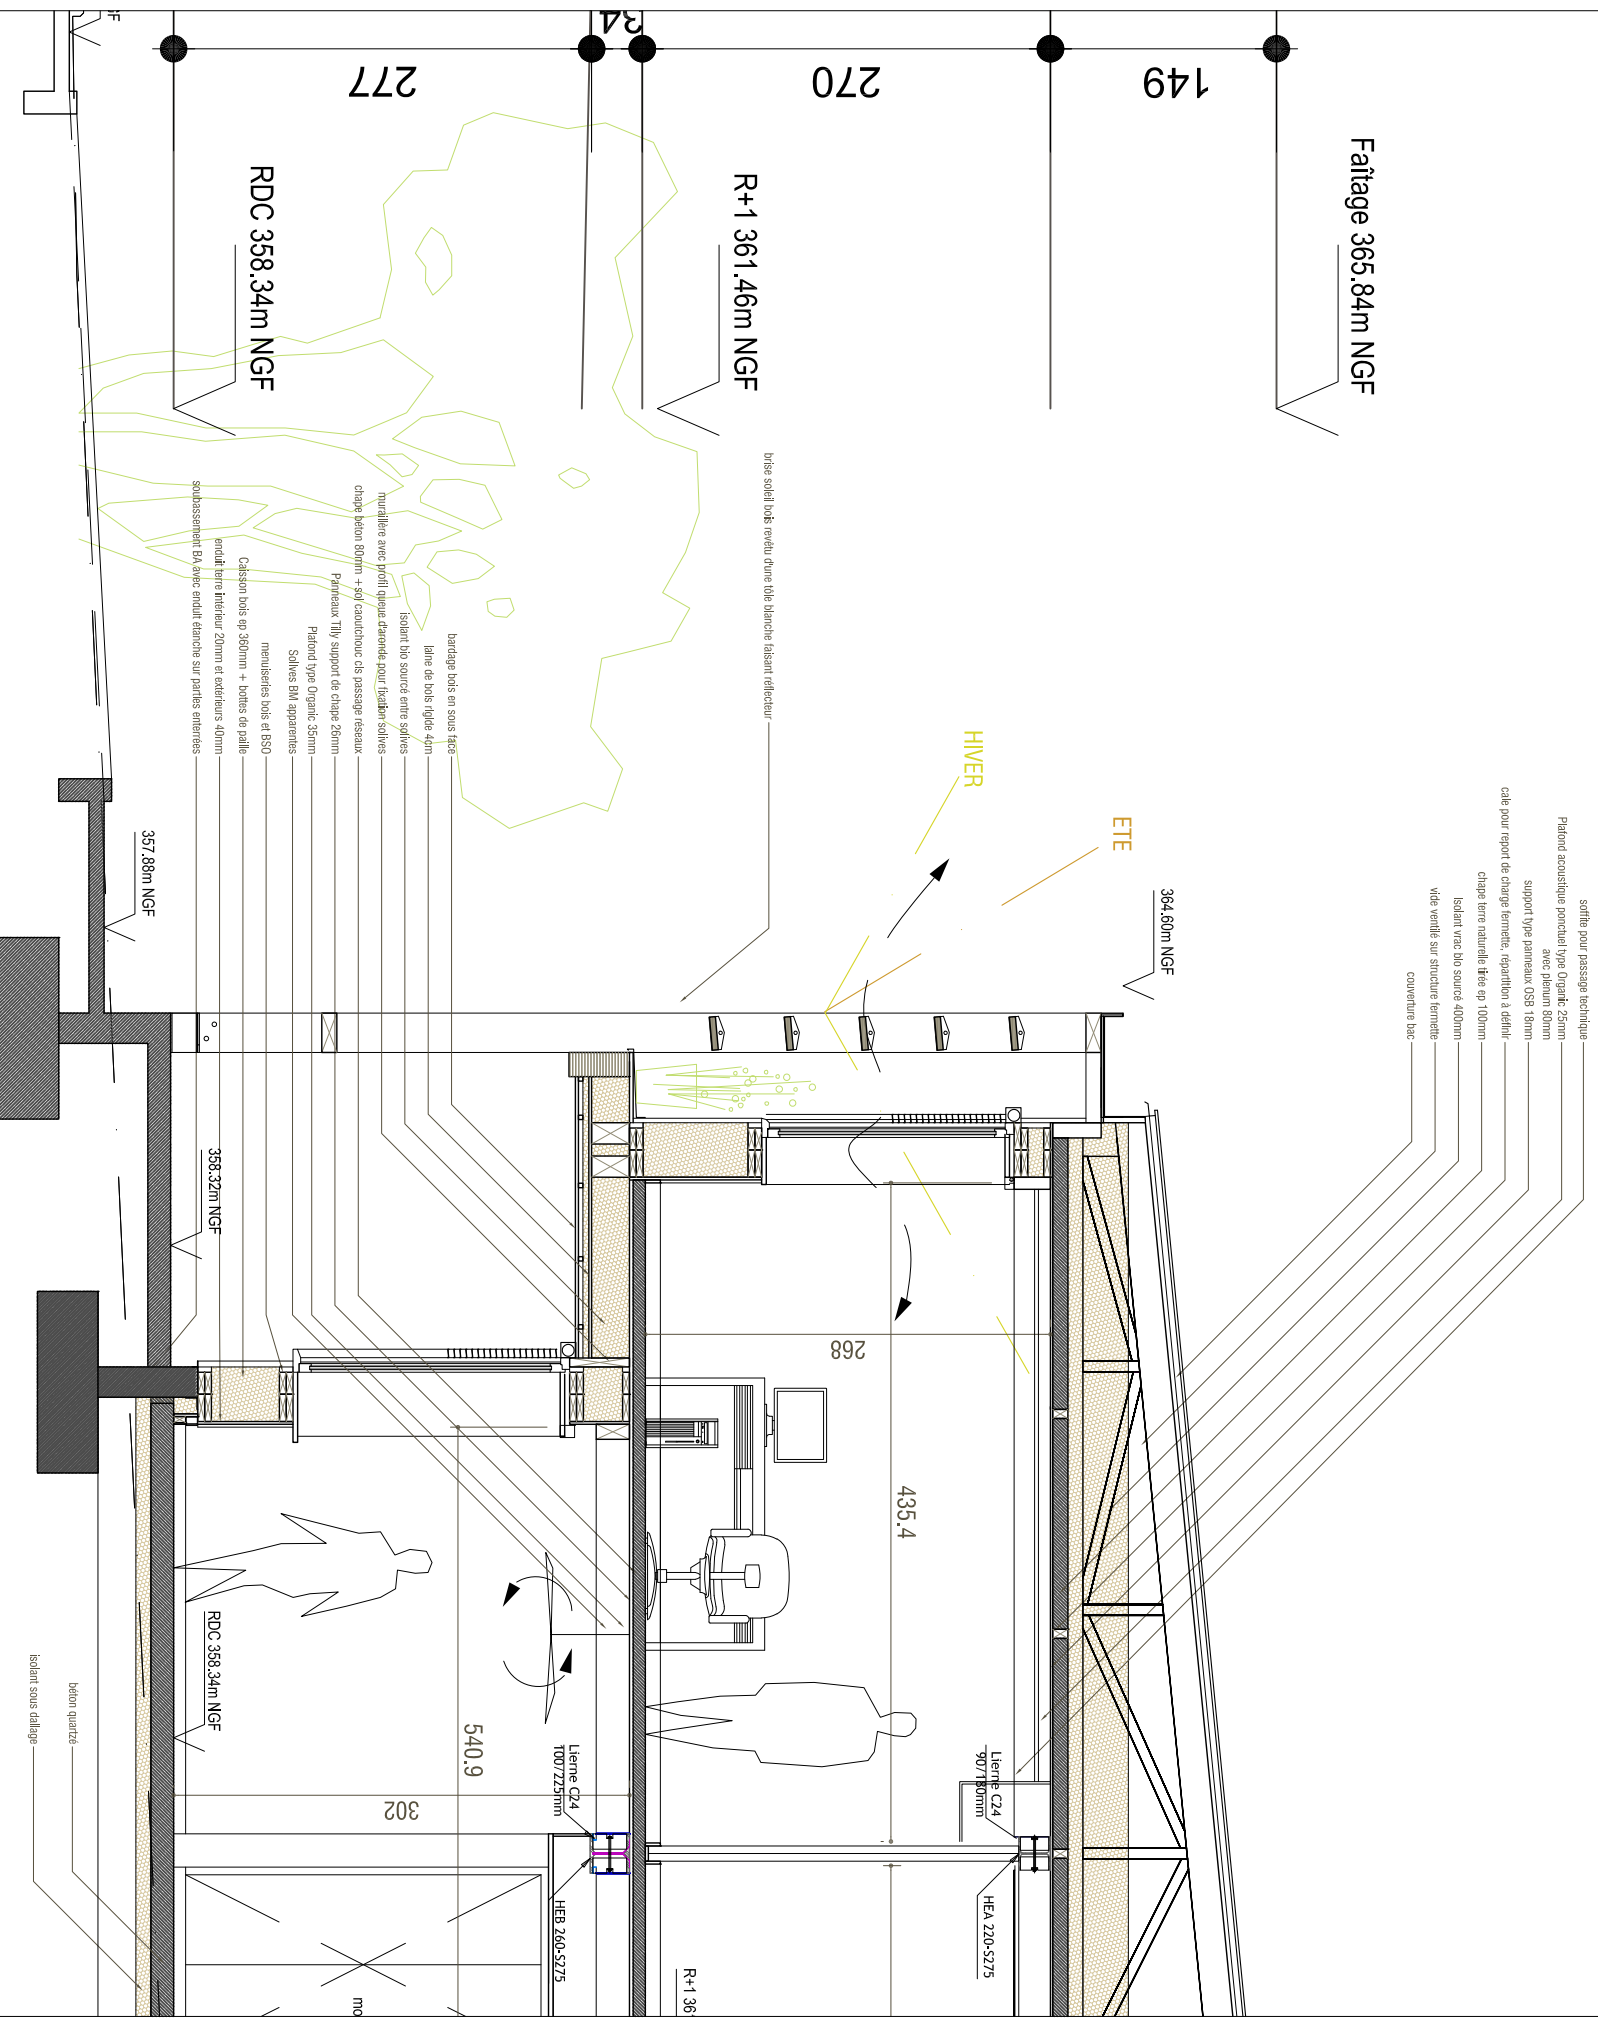 soffite pour passage technique
Plafond acoustique ponctuel type Organic 25mm
avec plenum 80mm
support type panneaux OSB 18mm
cale pour report de charge fermette, répartition à définir
chape terre naturelle tirée ep 100mm
Isolant vrac bio sourcé 400mm
vide ventilé sur structure fermette
couverture bac
Faîtage 365.84m NGF
149
364.60m NGF
ETE
HIVER
270
R+1 361.46m NGF
34
brise soleil bois revêtu d'une tôle blanche faisant réflecteur
268
435.4
Lierne C24
90/180mm
HEA 220-S275
bardage bois en sous face
laine de bois rigide 4cm
isolant bio sourcé entre solives
muraillère avec profil queue d'aronde pour fixation solives
chape béton 80mm + sol caoutchouc cls passage réseaux
Panneaux Tilly support de chape 26mm
Plafond type Organic 35mm
Solives BM apparentes
menuiseries bois et BSO
Caisson bois ep 360mm + bottes de paille
enduit terre intérieur 20mm et extérieurs 40mm
soubassement BA avec enduit étanche sur parties enterrées
277
RDC 358.34m NGF
357.88m NGF
358.32m NGF
302
540.9
Lierne C24
100/225mm
HEB 260-S275
R+1 36
RDC 358.34m NGF
mo
béton quartzé
isolant sous dallage
GF